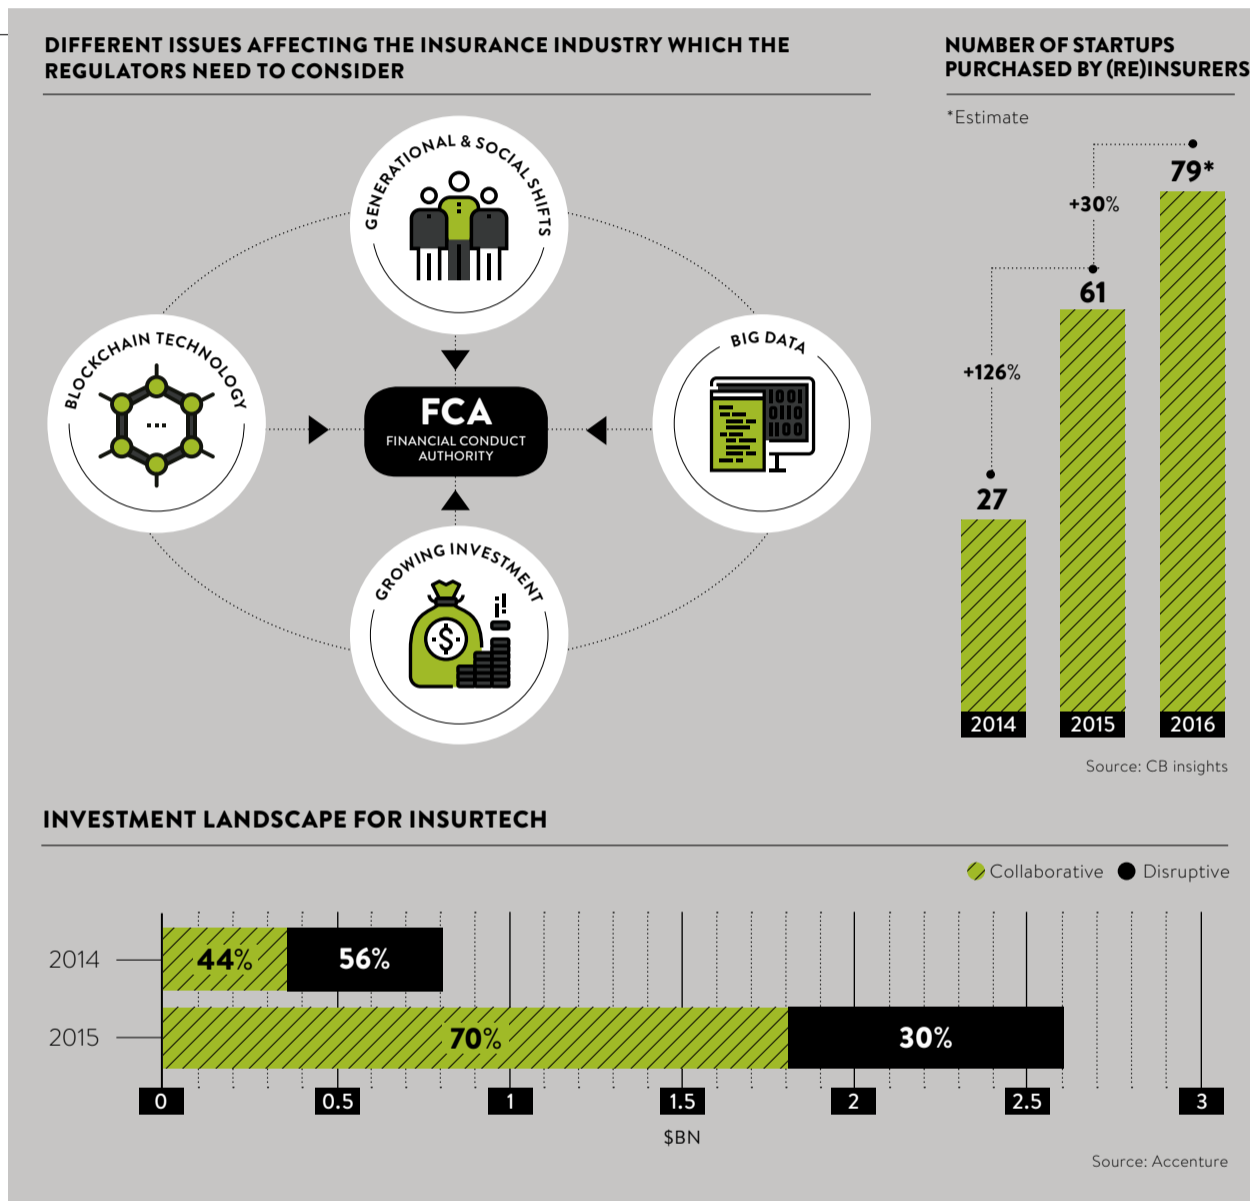 DIFFERENT ISSUES AFFECTING THE INSURANCE INDUSTRY WHICH THE
REGULATORS NEED TO CONSIDER
GENERATIONAL & SOCIAL SHIFTS
BLOCKCHAIN TECHNOLOGY
BIG DATA
1001
0110
1100
FCA
FINANCIAL CONDUCT
AUTHORITY
GROWING INVESTMENT
$
NUMBER OF STARTUPS
PURCHASED BY (RE)INSURERS
*Estimate
79*
+30%
61
+126%
27
2014 2015 2016
Source: CB insights
INVESTMENT LANDSCAPE FOR INSURTECH
Collaborative Disruptive
2014 44% 56%
2015 70% 30%
0 0.5 1 1.5 2 2.5 3
$BN
Source: Accenture